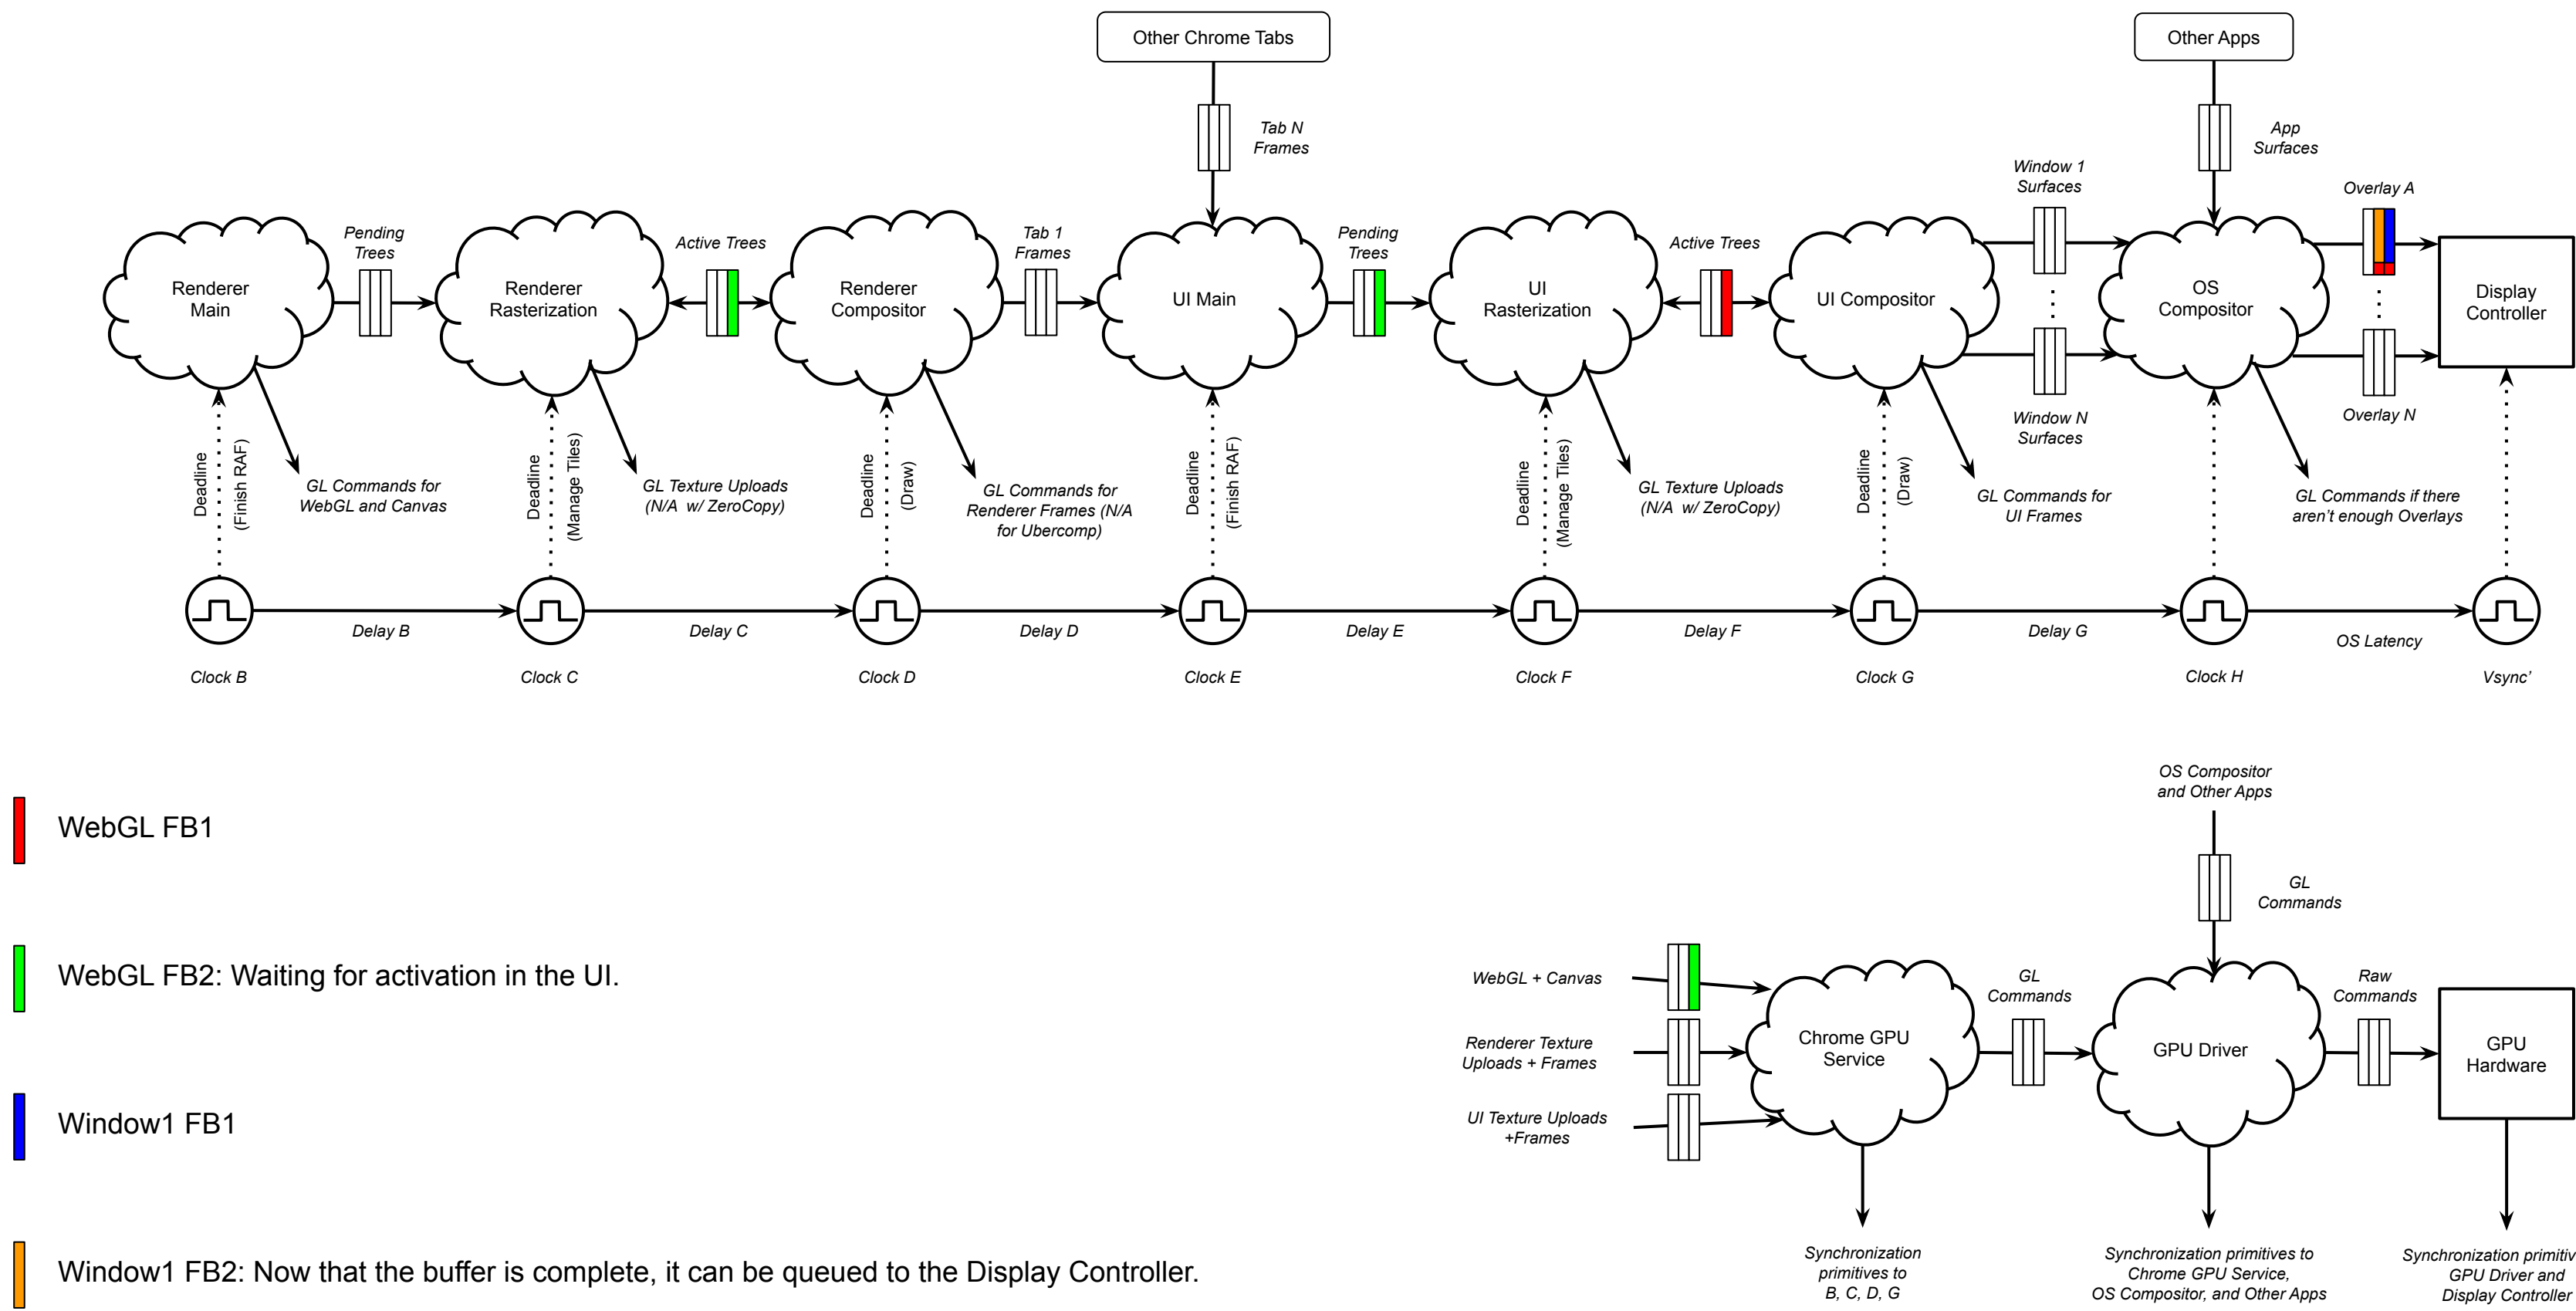 Other Chrome Tabs
Other Apps
Tab N
Frames
App
Surfaces
Window 1
Surfaces
Overlay A
Pending
Trees
Active Trees
Tab 1
Frames
Pending
Trees
Active Trees
Renderer
Main
Renderer
Rasterization
Renderer
Compositor
UI Main
UI
Rasterization
UI Compositor
OS
Compositor
Display
Controller
Window N
Surfaces
Overlay N
Deadline
(Finish RAF)
GL Commands for
WebGL and Canvas
Deadline
(Manage Tiles)
GL Texture Uploads
(N/A w/ ZeroCopy)
Deadline
(Draw)
GL Commands for
Renderer Frames (N/A
for Ubercomp)
Deadline
(Finish RAF)
Deadline
(Manage Tiles)
GL Texture Uploads
(N/A w/ ZeroCopy)
Deadline
(Draw)
GL Commands for
UI Frames
GL Commands if there
aren't enough Overlays
Delay B
Delay C
Delay D
Delay E
Delay F
Delay G
OS Latency
Clock B
Clock C
Clock D
Clock E
Clock F
Clock G
Clock H
Vsync'
WebGL FB1
WebGL FB2: Waiting for activation in the UI.
Window1 FB1
Window1 FB2: Now that the buffer is complete, it can be queued to the Display Controller.
OS Compositor
and Other Apps
GL
Commands
WebGL + Canvas
Renderer Texture
Uploads + Frames
UI Texture Uploads
+Frames
Chrome GPU
Service
GL
Commands
GPU Driver
Raw
Commands
GPU
Hardware
Synchronization
primitives to
B, C, D, G
Synchronization primitives to
Chrome GPU Service,
OS Compositor, and Other Apps
Synchronization primitiv
GPU Driver and
Display Controller